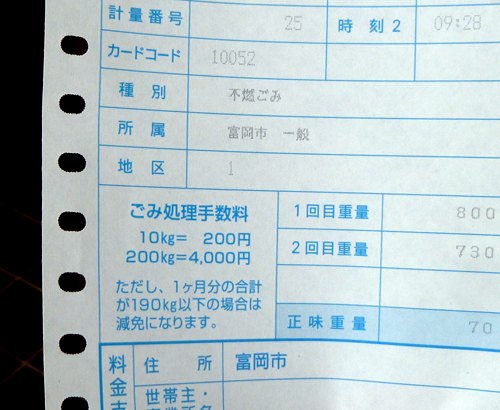 計量番号 25 時刻2 09:28
カードコード 10052
種別 不燃ごみ
所属 富岡市 一般
地区 1
ごみ処理手数料
10㎏= 200円
200㎏=4,000円
ただし、1ヶ月分の合計
が190㎏以下の場合は
減免になります。
1回目重量 800
2回目重量 730
正味重量 70
料金
住所 富岡市
世帯主・